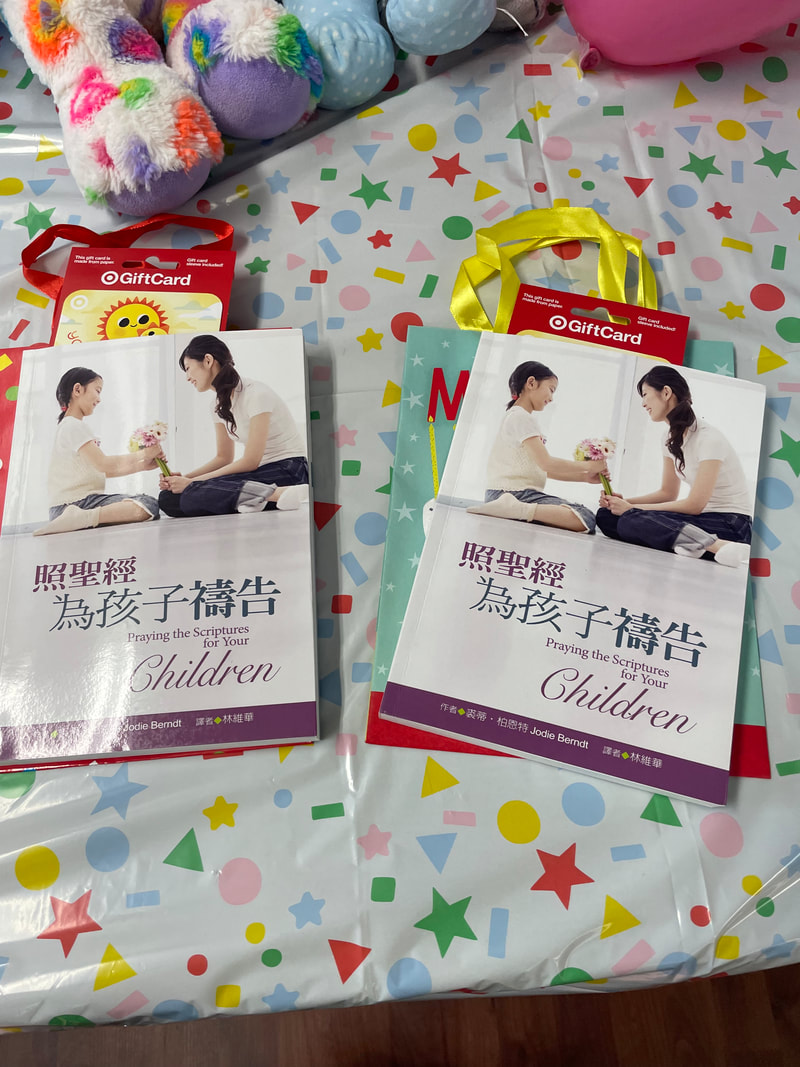 This gift card is
made from paper.
Gift card
sleeve included!
GiftCard
照聖經
為孩子禱告
Praying the Scriptures
for Your
Children
Jodie Berndt 譯者◆林維華
This gift card is
made from paper.
Gift card
sleeve included!
GiftCard
M
照聖經
為孩子禱告
Praying the Scriptures
for Your
Children
作者◆裘蒂・柏恩特 Jodie Berndt 譯者◆林維華